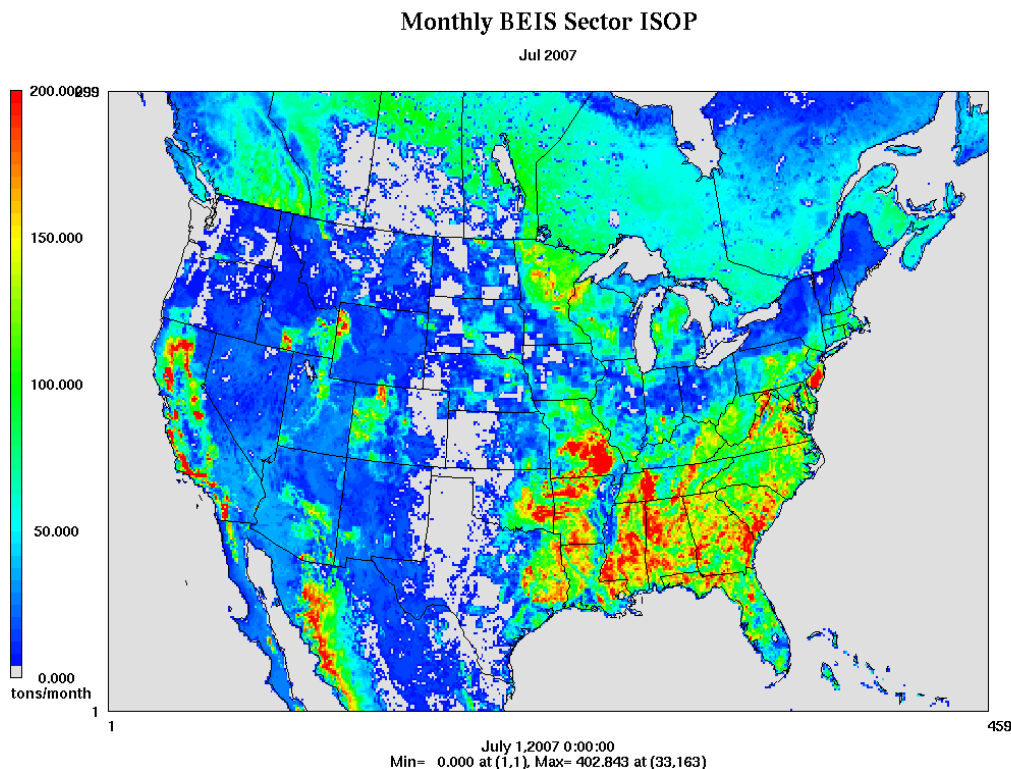 Monthly BEIS Sector ISOP
Jul 2007
200.000
299
150.000
100.000
50.000
0.000
tons/month
1
1
459
July 1,2007 0:00:00
Min= 0.000 at (1,1), Max= 402.843 at (33,163)